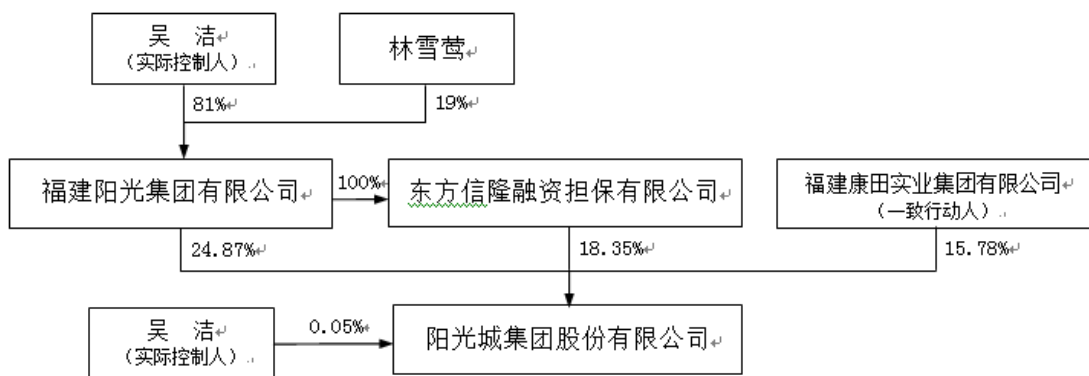 吴 洁
（实际控制人）
林雪莺
81%
19%
福建阳光集团有限公司
100%
东方信隆融资担保有限公司
福建康田实业集团有限公司
（一致行动人）
24.87%
18.35%
15.78%
吴 洁
（实际控制人）
0.05%
阳光城集团股份有限公司